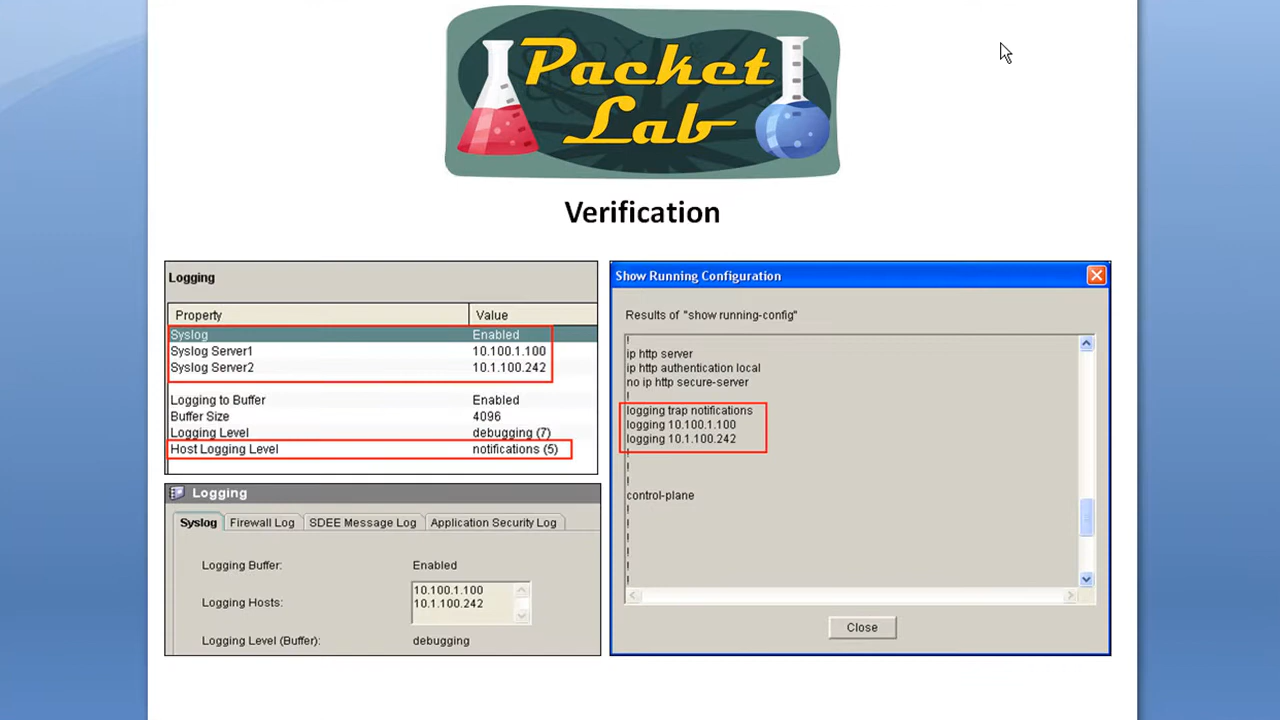 Packet
Lab
Verification
Logging
Property Value
Syslog Enabled
Syslog Server1 10.100.1.100
Syslog Server2 10.1.100.242
Logging to Buffer Enabled
Buffer Size 4096
Logging Level debugging (7)
Host Logging Level notifications (5)
Logging
Syslog Firewall Log SDEE Message Log Application Security Log
Logging Buffer: Enabled
Logging Hosts: 10.100.1.100
10.1.100.242
Logging Level (Buffer): debugging
Show Running Configuration
Results of "show running-config"
!
ip http server
ip http authentication local
no ip http secure-server
!
logging trap notifications
logging 10.100.1.100
logging 10.1.100.242
!
!
!
control-plane
!
!
!
!
!
!
Close